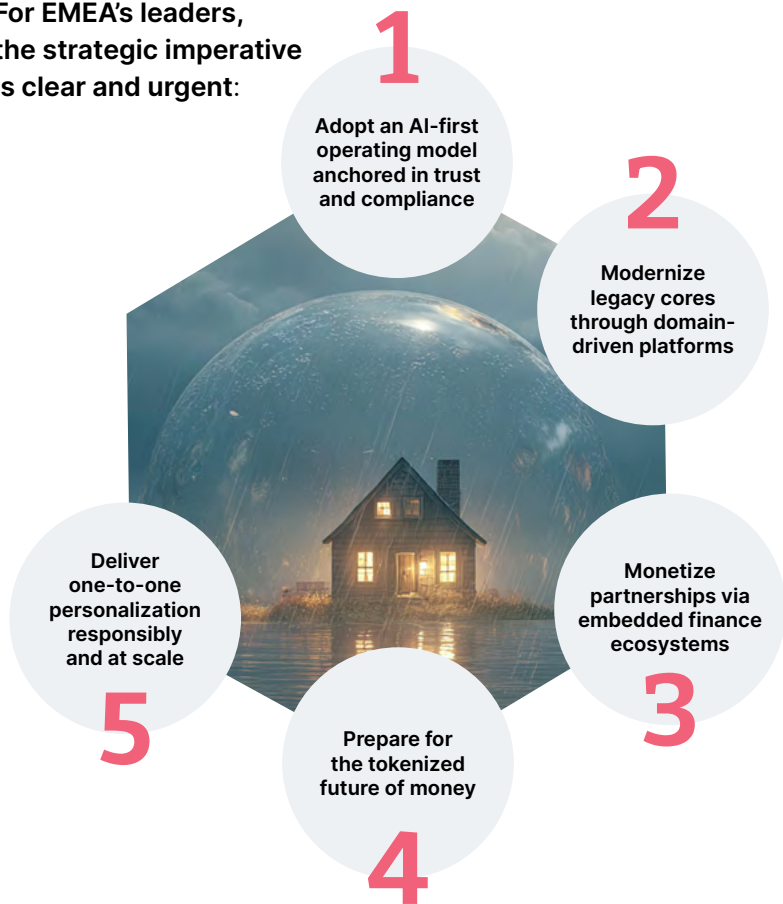 For EMEA’s leaders,
the strategic imperative
s clear and urgent:
1
Adopt an AI-first
operating model
anchored in trust
and compliance
2
Modernize
legacy cores
through domain-
driven platforms
Monetize
partnerships via
embedded finance
ecosystems
3
Prepare for
the tokenized
future of money
4
Deliver
one-to-one
personalization
responsibly
and at scale
5